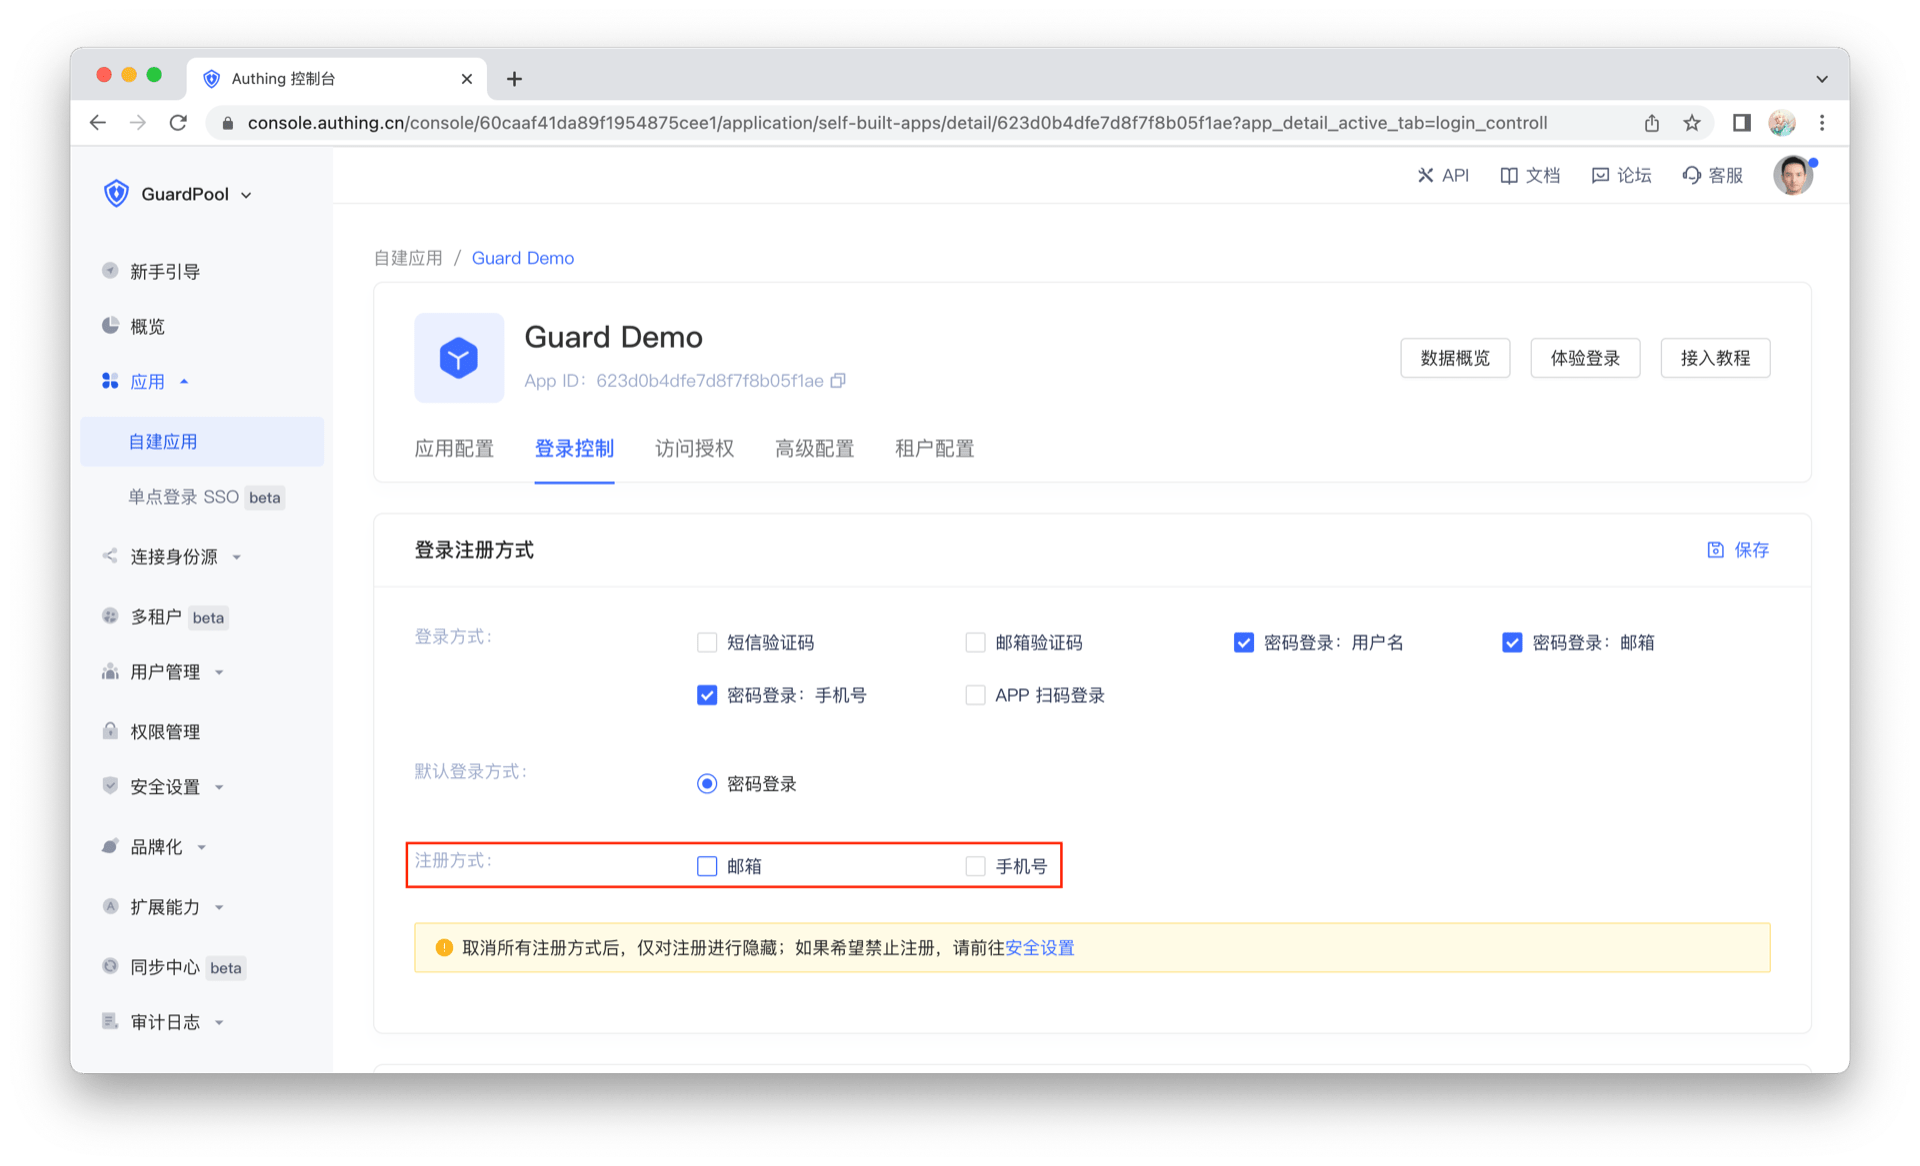 Authing 控制台
console.authing.cn/console/60caaf41da89f1954875cee1/application/self-built-apps/detail/623d0b4dfe7d8f7f8b05f1ae?app_detail_active_tab=login_controll
GuardPool
API 文档 论坛 客服
新手引导
概览
应用
自建应用
单点登录 SSO beta
连接身份源
多租户 beta
用户管理
权限管理
安全设置
品牌化
扩展能力
同步中心 beta
审计日志
自建应用 / Guard Demo
Guard Demo
App ID：623d0b4dfe7d8f7f8b05f1ae
数据概览 体验登录 接入教程
应用配置 登录控制 访问授权 高级配置 租户配置
登录注册方式 保存
登录方式： 短信验证码 邮箱验证码 密码登录：用户名 密码登录：邮箱
密码登录：手机号 APP 扫码登录
默认登录方式： 密码登录
注册方式： 邮箱 手机号
取消所有注册方式后，仅对注册进行隐藏；如果希望禁止注册，请前往安全设置